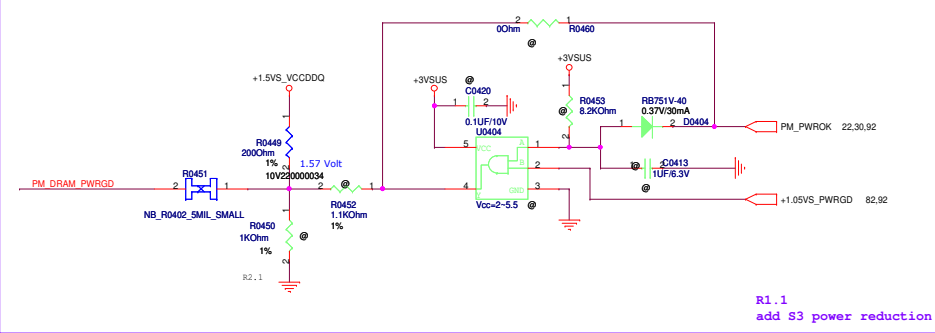 2
1
0Ohm
R0460
@
+3VSUS
+1.5VS_VCCDDQ
+3VSUS
@
C0420
1
2
0.1UF/10V
U0404
1
@
R0453
8.2KOhm
2
RB751V-40
0.37V/30mA
1
2
D0404
PM_PWROK
22,30,92
1
R0449
200Ohm
1%
2
1.57 Volt
10V220000034
5
VCC
A
1
B
2
4
Y
GND
3
Vcc=2~5.5
@
1
@
2
C0413
1UF/6.3V
@
+1.05VS_PWRGD
82,92
PM_DRAM_PWRGD
R0451
2
1
NB_R0402_5MIL_SMALL
2
@
1
R0452
1.1KOhm
1%
1
R0450
1KOhm
1%
@
2
R2.1
R1.1
add S3 power reduction